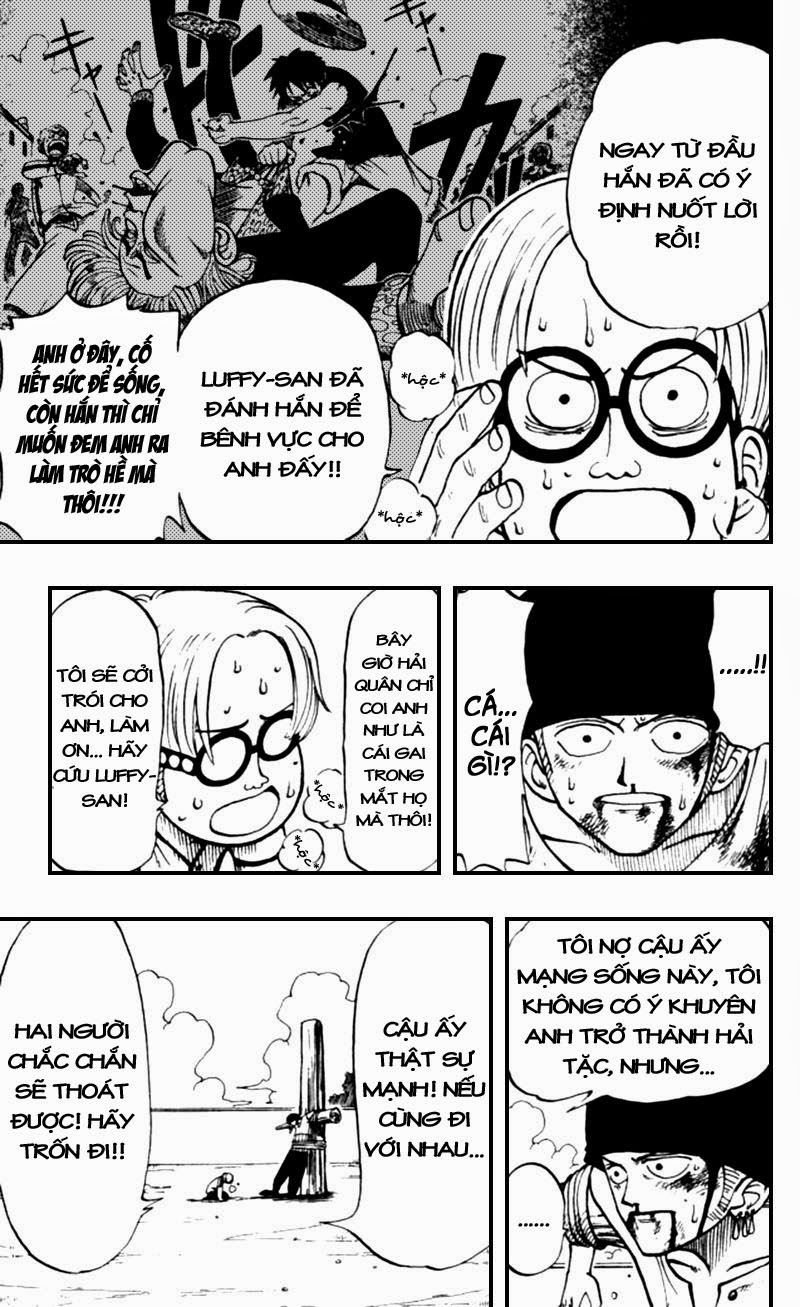 NGAY TỪ ĐẦU
HẮN ĐÃ CÓ Ý
ĐỊNH NUỐT LỜI
RỒI!
LUFFY-SAN ĐÃ
ĐÁNH HẮN ĐỂ
BÊNH VỰC CHO
ANH ĐẤY!!
*hộc*
*hộc*
ANH Ở ĐÂY, CỐ
HẾT SỨC ĐỂ SỐNG,
CÒN HẮN THÌ CHỈ
MUỐN ĐEM ANH RA
LÀM TRÒ HỀ MÀ
THÔI!!!
.....!!
CÁ...
CÁI
GÌ!?
BÂY
GIỜ HẢI
QUÂN CHỈ
COI ANH
NHƯ LÀ
CÁI GAI
TRONG
MẮT HỌ
MÀ THÔI!
*hộc*
*hộc*
TÔI SẼ CỞI
TRÓI CHO
ANH, LÀM
ƠN... HÃY
CỨU LUFFY-
SAN!
TÔI NỢ CẬU ẤY
MẠNG SỐNG NÀY, TÔI
KHÔNG CÓ Ý KHUYÊN
ANH TRỞ THÀNH HẢI
TẶC, NHƯNG...
.......
CẬU ẤY
THẬT SỰ
MẠNH! NẾU
CÙNG ĐI
VỚI NHAU...
HAI NGƯỜI
CHẮC CHẮN
SẼ THOÁT
ĐƯỢC! HÃY
TRỐN ĐI!!